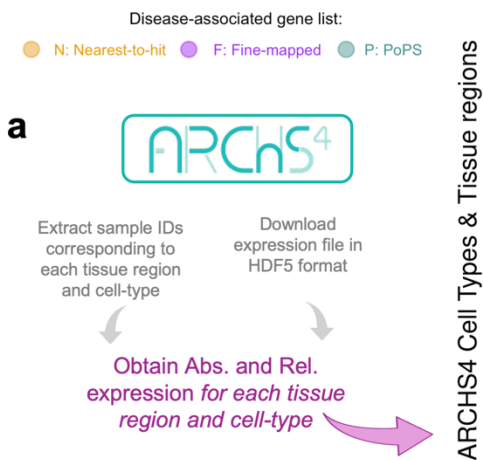 Disease-associated gene list:
N: Nearest-to-hit F: Fine-mapped P: PoPS
a
ARCHS4
Extract sample IDs
corresponding to
each tissue region
and cell-type
Download
expression file in
HDF5 format
Obtain Abs. and Rel.
expression for each tissue
region and cell-type
ARCHS4 Cell Types & Tissue regions